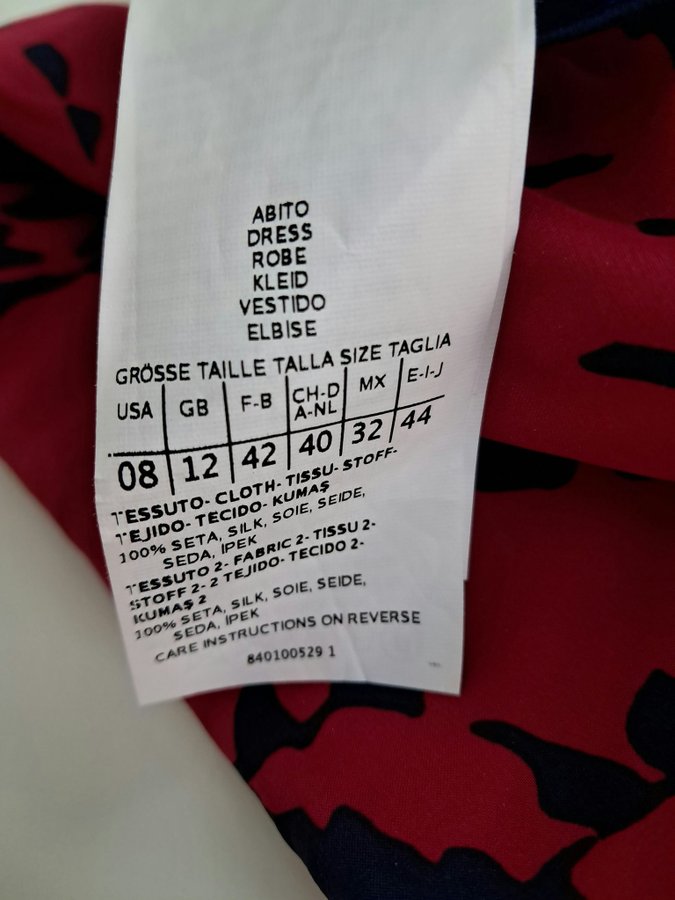 ABITO
DRESS
ROBE
KLEID
VESTIDO
ELBISE
GRÖSSE TAILLE TALLA SIZE TAGLIA
USA GB F-B CH-D A-NL MX E-I-J
08 12 42 40 32 44
TESSUTO- CLOTH- TISSU- STOFF-
TEJIDO- TECIDO- KUMAŞ
100% SETA, SILK, SOIE, SEIDE,
SEDA, IPEK
TESSUTO 2- FABRIC 2- TISSU 2-
STOFF 2- 2 TEJIDO- TECIDO 2-
KUMAŞ 2
100% SETA, SILK, SOIE, SEIDE,
SEDA, IPEK
CARE INSTRUCTIONS ON REVERSE
840100529 1